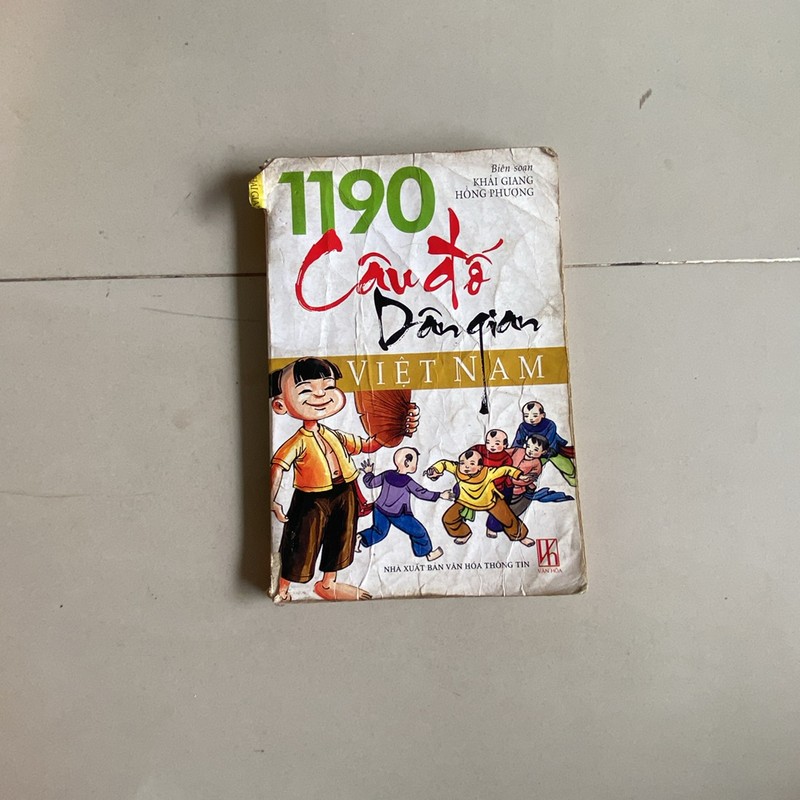 Biên soạn
KHẢI GIANG
HỒNG PHƯỢNG
1190
Câu đố
Dân gian
VIỆT NAM
NHÀ XUẤT BẢN VĂN HÓA THÔNG TIN
VĂN HÓA